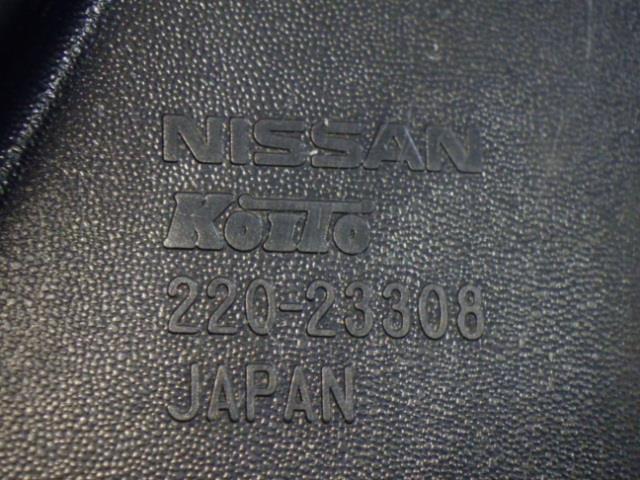 NISSAN
KoiTo
220-23308
JAPAN